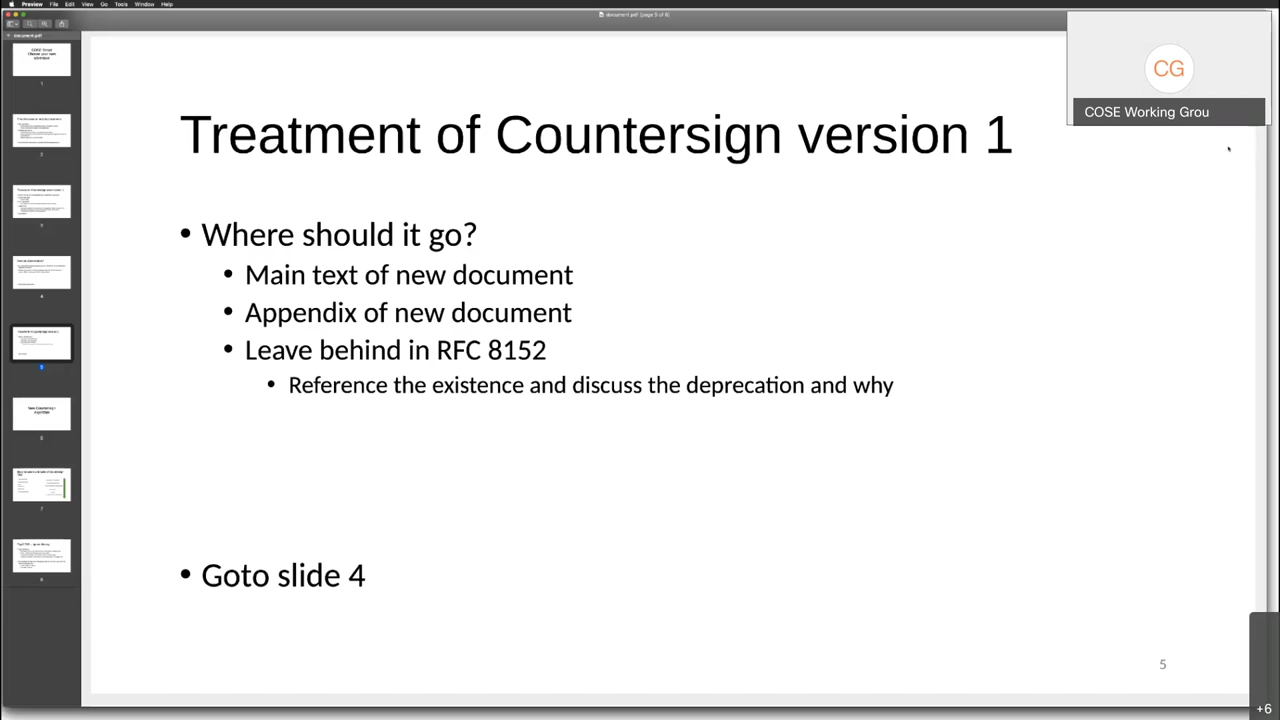 Preview File Edit View Go Tools Window Help
document.pdf (page 5 of 8)
document.pdf
COSE Working Grou
CG
Treatment of Countersign version 1
• Where should it go?
• Main text of new document
• Appendix of new document
• Leave behind in RFC 8152
• Reference the existence and discuss the deprecation and why
• Goto slide 4
5
+6